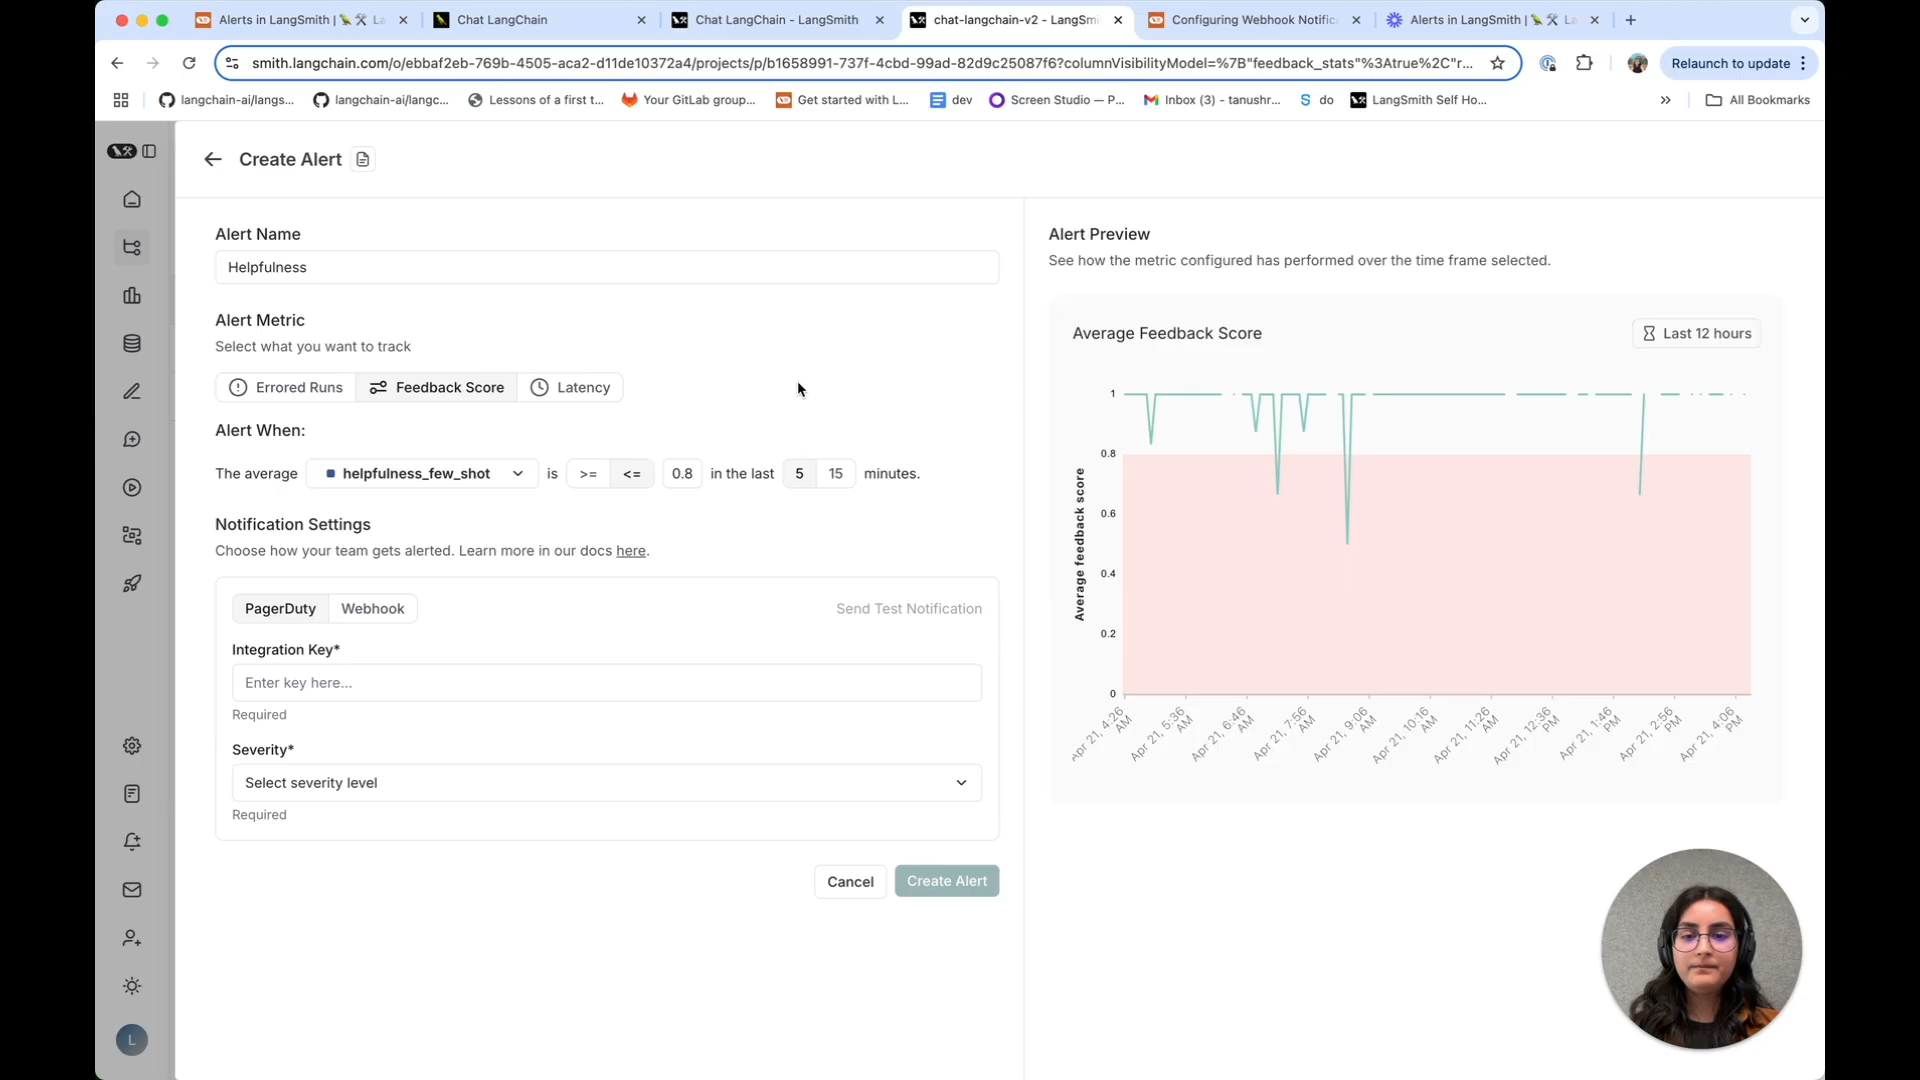 Alerts in LangSmith | La
Chat LangChain
Chat LangChain - LangSmith
chat-langchain-v2 - LangSmi
Configuring Webhook Notific
Alerts in LangSmith | La
smith.langchain.com/o/ebbaf2eb-769b-4505-aca2-d11de10372a4/projects/p/b1658991-737f-4cbd-99ad-82d9c25087f6?columnVisibilityModel=%7B"feedback_stats"%3Atrue%2C"r...
Relaunch to update
langchain-ai/langs...
langchain-ai/langc...
Lessons of a first t...
Your GitLab group...
Get started with L...
dev
Screen Studio — P...
Inbox (3) - tanushr...
do
LangSmith Self Ho...
All Bookmarks
Create Alert
Alert Name
Helpfulness
Alert Metric
Select what you want to track
Errored Runs
Feedback Score
Latency
Alert When:
The average helpfulness_few_shot is >= <= 0.8 in the last 5 15 minutes.
Notification Settings
Choose how your team gets alerted. Learn more in our docs here.
PagerDuty
Webhook
Send Test Notification
Integration Key*
Enter key here...
Required
Severity*
Select severity level
Required
Cancel
Create Alert
L
Alert Preview
See how the metric configured has performed over the time frame selected.
Average Feedback Score
Last 12 hours
Average feedback score
1
0.8
0.6
0.4
0.2
0
Apr 21, 4:26 AM
Apr 21, 5:36 AM
Apr 21, 6:46 AM
Apr 21, 7:56 AM
Apr 21, 9:06 AM
Apr 21, 10:16 AM
Apr 21, 11:26 AM
Apr 21, 12:36 PM
Apr 21, 1:46 PM
Apr 21, 2:56 PM
Apr 21, 4:06 PM